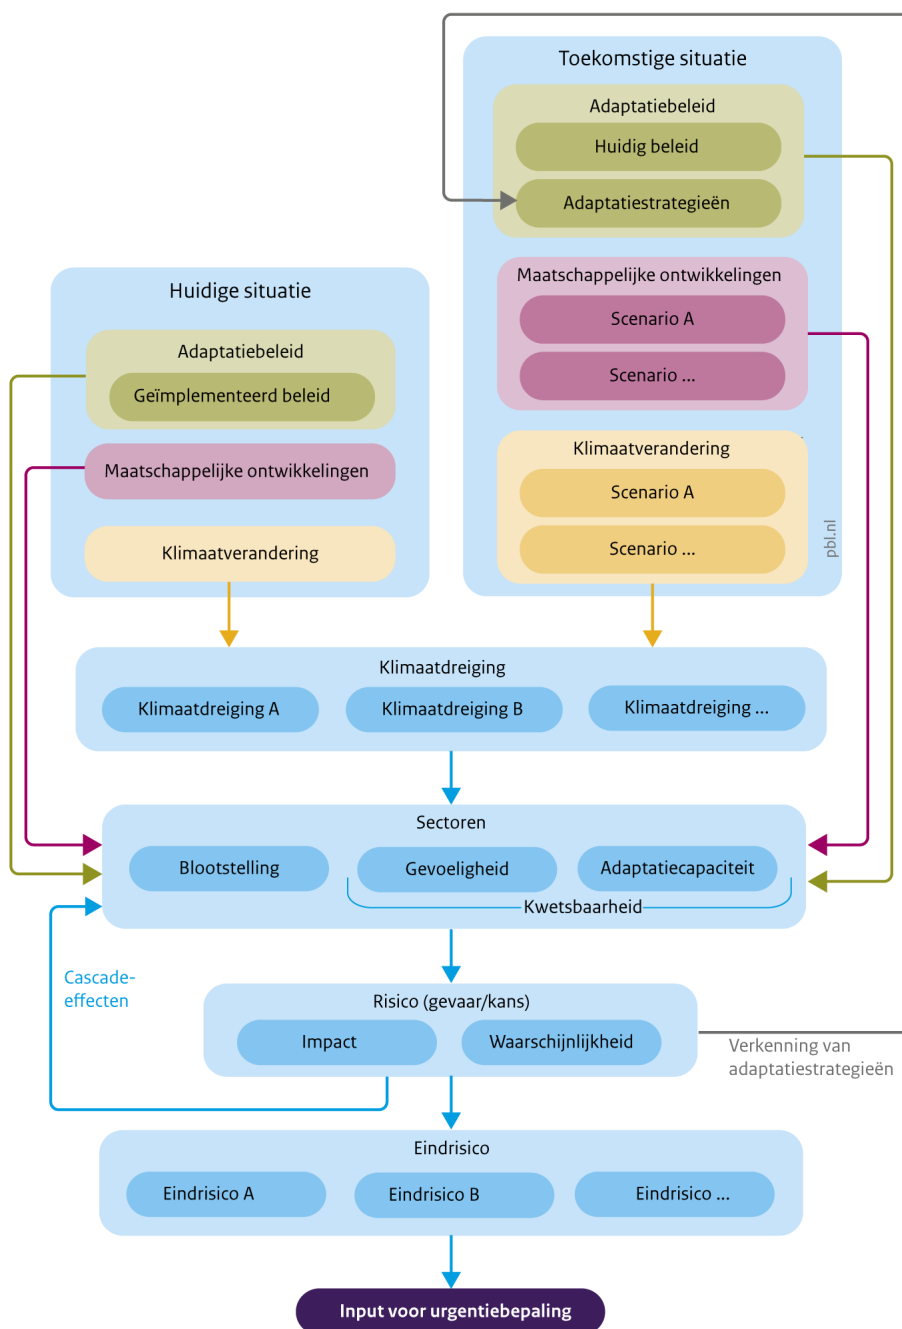 Toekomstige situatie
Adaptatiebeleid
Huidig beleid
Adaptatiestrategieën
Maatschappelijke ontwikkelingen
Scenario A
Scenario ...
Klimaatverandering
Scenario A
Scenario ...
pbl.nl
Huidige situatie
Adaptatiebeleid
Geïmplementeerd beleid
Maatschappelijke ontwikkelingen
Klimaatverandering
Klimaatdreiging
Klimaatdreiging A
Klimaatdreiging B
Klimaatdreiging ...
Sectoren
Blootstelling
Gevoeligheid
Adaptatiecapaciteit
Kwetsbaarheid
Cascade-
effecten
Risico (gevaar/kans)
Impact
Waarschijnlijkheid
Verkenning van
adaptatiestrategieën
Eindrisico
Eindrisico A
Eindrisico B
Eindrisico ...
Input voor urgentiebepaling